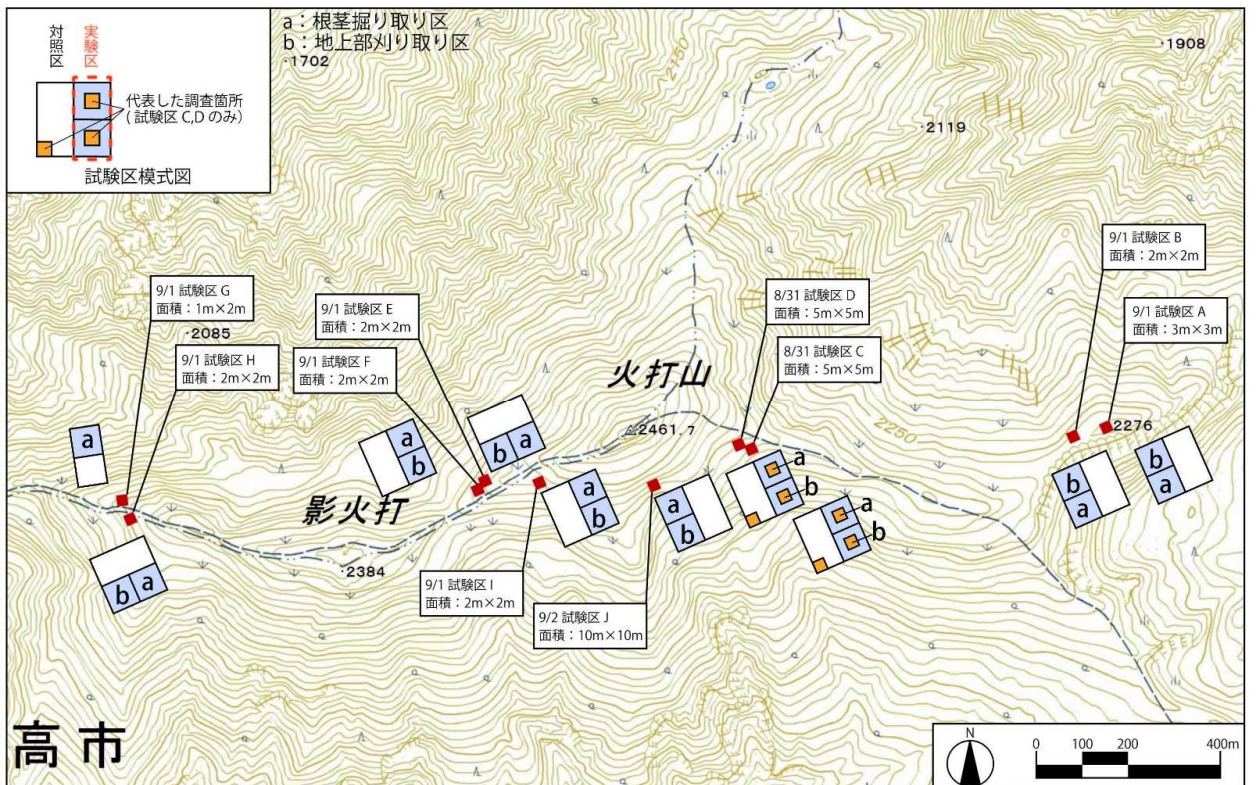 対照区
実験区
代表した調査箇所
(試験区 C,D のみ)
試験区模式図
a：根茎掘り取り区
b：地上部刈り取り区
・1702
2150
・1908
・2119
9/1 試験区 B
面積：2m×2m
9/1 試験区 G
面積：1m×2m
9/1 試験区 E
面積：2m×2m
8/31 試験区 D
面積：5m×5m
9/1 試験区 A
面積：3m×3m
・2085
9/1 試験区 H
面積：2m×2m
9/1 試験区 F
面積：2m×2m
8/31 試験区 C
面積：5m×5m
火打山
2250
2461.7
・2276
a
a
b
b a
a
b
a
b
a
b
a
b
a
b
b
a
b
a
影火打
b a
・2384
9/1 試験区 I
面積：2m×2m
9/2 試験区 J
面積：10m×10m
高市
N
0 100 200 400m